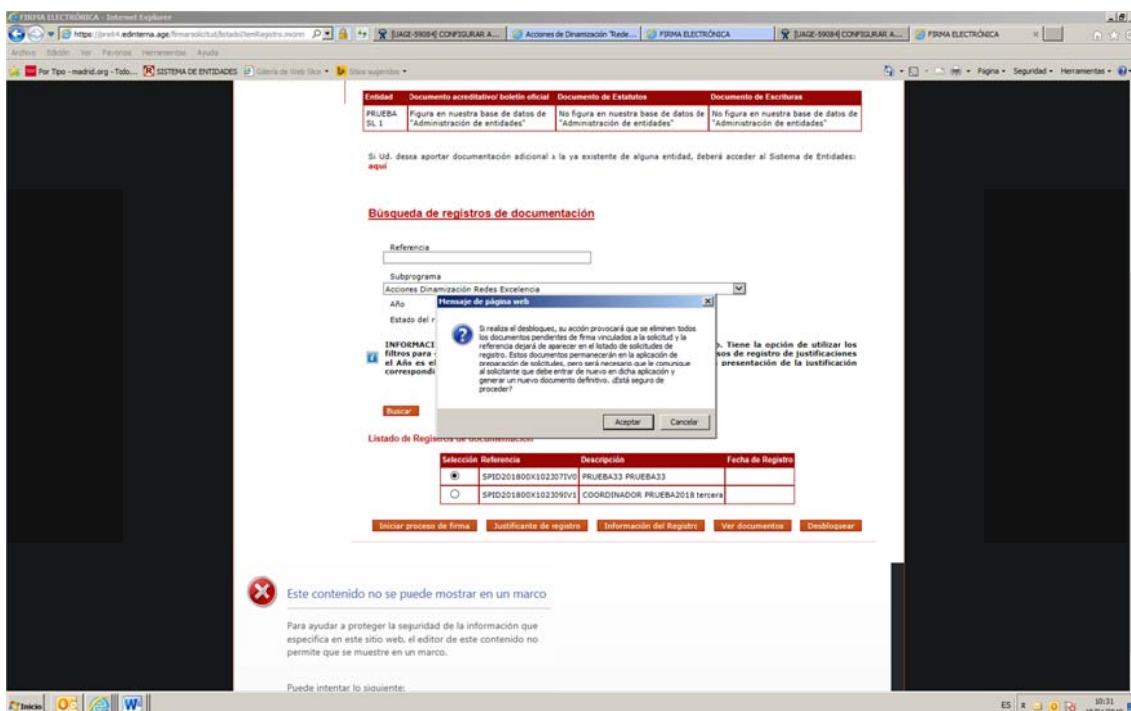 FIRMA ELECTRÓNICA - Internet Explorer
[UAGE-59084] CONFIGURAR A...
Acciones de Dinamización "Rede...
FIRMA ELECTRÓNICA
[UAGE-59084] CONFIGURAR A...
FIRMA ELECTRÓNICA
Archivo Edición Ver Favoritos Herramientas Ayuda
Por Tipo -madrid.org - Todo...
SISTEMA DE ENTIDADES
Galería de Web Slice
Sitios sugeridos
Página
Seguridad
Herramientas
Entidad
Documento acreditativo/ boletín oficial
Documento de Estatutos
Documento de Escrituras
PRUEBA SL 1
Figura en nuestra base de datos de
"Administración de entidades"
No figura en nuestra base de datos de
"Administración de entidades"
No figura en nuestra base de datos de
"Administración de entidades"
Si Ud. desea aportar documentación adicional a la ya existente de alguna entidad, deberá acceder al Sistema de Entidades:
aquí
Búsqueda de registros de documentación
Referencia
Subprograma
Acciones Dinamización Redes Excelencia
Año
Estado del r
Mensaje de página web
Si realiza el desbloqueo, su acción provocará que se eliminen todos
los documentos pendientes de firma vinculados a la solicitud y la
referencia dejará de aparecer en el listado de solicitudes de
registro. Estos documentos permanecerán en la aplicación de
preparación de solicitudes, pero será necesario que le comunique
al solicitante que debe entrar de nuevo en dicha aplicación y
generar un nuevo documento definitivo. ¿Está seguro de
proceder?
Aceptar
Cancelar
INFORMACI
o. Tiene la opción de utilizar los
filtros para
sos de registro de justificaciones
el Año es el
presentación de la justificación
correspondi
Buscar
Listado de Registros de documentación
Selección Referencia Descripción Fecha de Registro
SPID201800X102307IV0 PRUEBA33 PRUEBA33
SPID201800X102309IV1 COORDINADOR PRUEBA2018 tercera
Iniciar proceso de firma
Justificante de registro
Información del Registro
Ver documentos
Desbloquear
Este contenido no se puede mostrar en un marco
Para ayudar a proteger la seguridad de la información que
especifica en este sitio web, el editor de este contenido no
permite que se muestre en un marco.
Puede intentar lo siguiente:
Inicio
ES
10:31